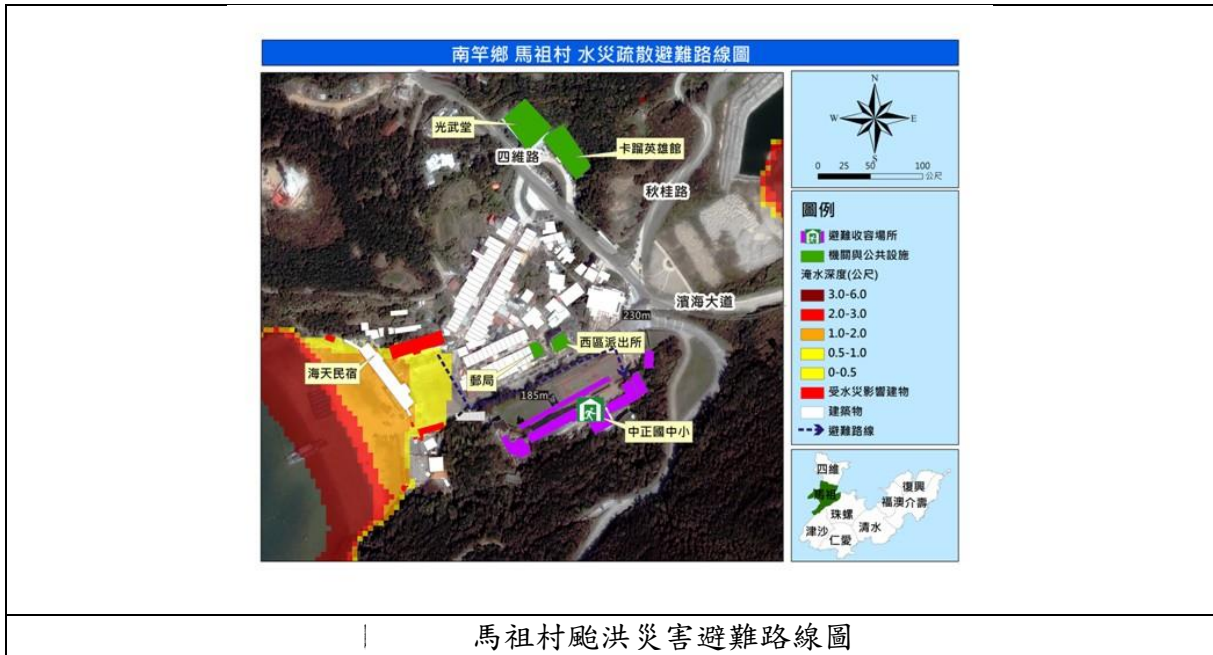 南竿鄉 馬祖村 水災疏散避難路線圖
光武堂
四維路
卡蹓英雄館
秋桂路
濱海大道
230m
西區派出所
郵局
海天民宿
185m
中正國中小
N
W
E
S
0 25 50 100
公尺
圖例
避難收容場所
機關與公共設施
淹水深度(公尺)
3.0-6.0
2.0-3.0
1.0-2.0
0.5-1.0
0-0.5
受水災影響建物
建築物
避難路線
四維
馬祖
復興
福澳
介壽
珠螺
清水
津沙
仁愛
馬祖村颱洪災害避難路線圖